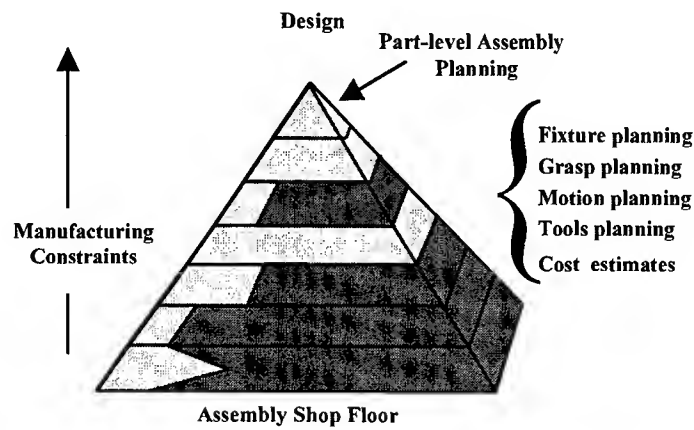 Design
Part-level Assembly
Planning
Fixture planning
Grasp planning
Motion planning
Tools planning
Cost estimates
Manufacturing
Constraints
Assembly Shop Floor